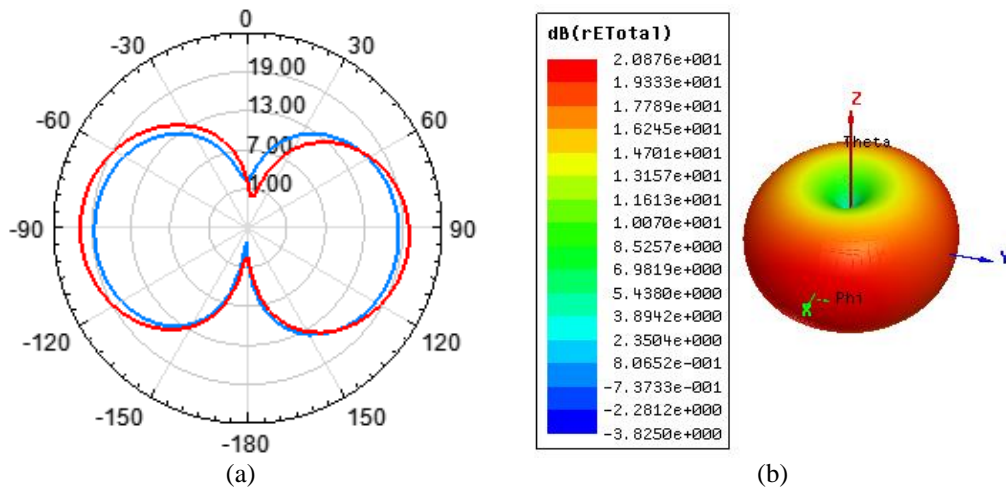 0
-30
30
19.00
-60
13.00
60
7.00
1.00
-90
90
-120
120
-150
150
-180
(a)
dB(rETotal)
2.0876e+001
1.9333e+001
1.7789e+001
1.6245e+001
1.4701e+001
1.3157e+001
1.1613e+001
1.0070e+001
8.5257e+000
6.9819e+000
5.4380e+000
3.8942e+000
2.3504e+000
8.0652e-001
-7.3733e-001
-2.2812e+000
-3.8250e+000
Z
Theta
Y
Phi
X
(b)